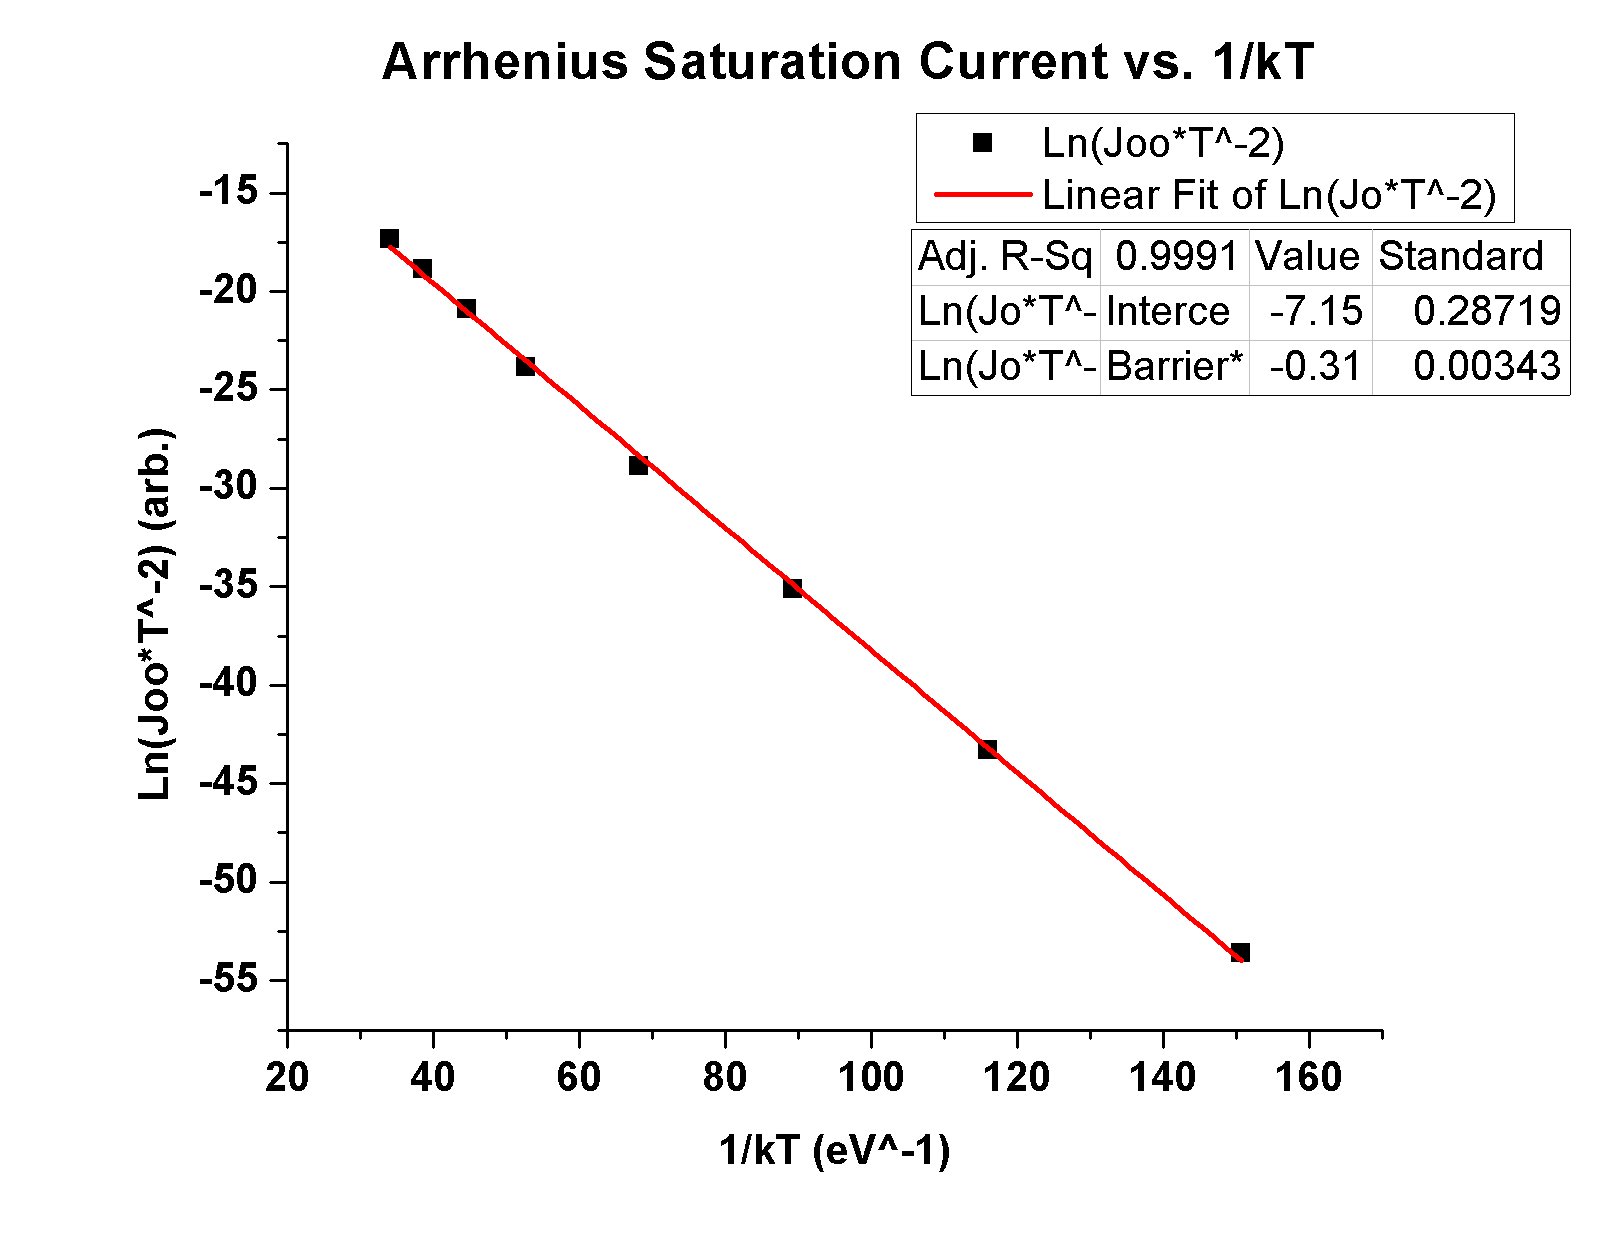 Arrhenius Saturation Current vs. 1/kT
Ln(Joo*T^-2)
Linear Fit of Ln(Jo*T^-2)
Adj. R-Sq 0.9991 Value Standard
Ln(Jo*T^- Interce -7.15 0.28719
Ln(Jo*T^- Barrier* -0.31 0.00343
Ln(Joo*T^-2) (arb.)
-15
-20
-25
-30
-35
-40
-45
-50
-55
20 40 60 80 100 120 140 160
1/kT (eV^-1)